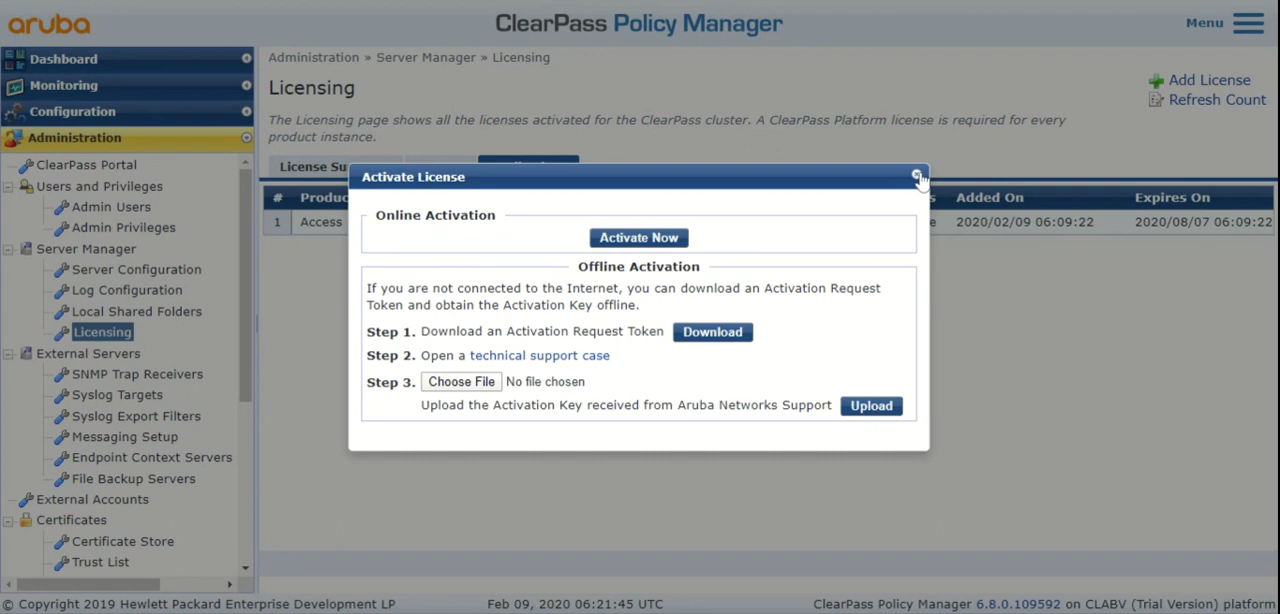 aruba
ClearPass Policy Manager
Menu
Dashboard
Monitoring
Configuration
Administration
ClearPass Portal
Users and Privileges
Admin Users
Admin Privileges
Server Manager
Server Configuration
Log Configuration
Local Shared Folders
Licensing
External Servers
SNMP Trap Receivers
Syslog Targets
Syslog Export Filters
Messaging Setup
Endpoint Context Servers
File Backup Servers
External Accounts
Certificates
Certificate Store
Trust List
Administration » Server Manager » Licensing
Licensing
Add License
Refresh Count
The Licensing page shows all the licenses activated for the ClearPass cluster. A ClearPass Platform license is required for every
product instance.
License Su
# Produc s Added On Expires On
1 Access e 2020/02/09 06:09:22 2020/08/07 06:09:22
Activate License
Online Activation
Activate Now
Offline Activation
If you are not connected to the Internet, you can download an Activation Request
Token and obtain the Activation Key offline.
Step 1. Download an Activation Request Token Download
Step 2. Open a technical support case
Step 3. Choose File No file chosen
Upload the Activation Key received from Aruba Networks Support Upload
© Copyright 2019 Hewlett Packard Enterprise Development LP Feb 09, 2020 06:21:45 UTC ClearPass Policy Manager 6.8.0.109592 on CLABV (Trial Version) platform